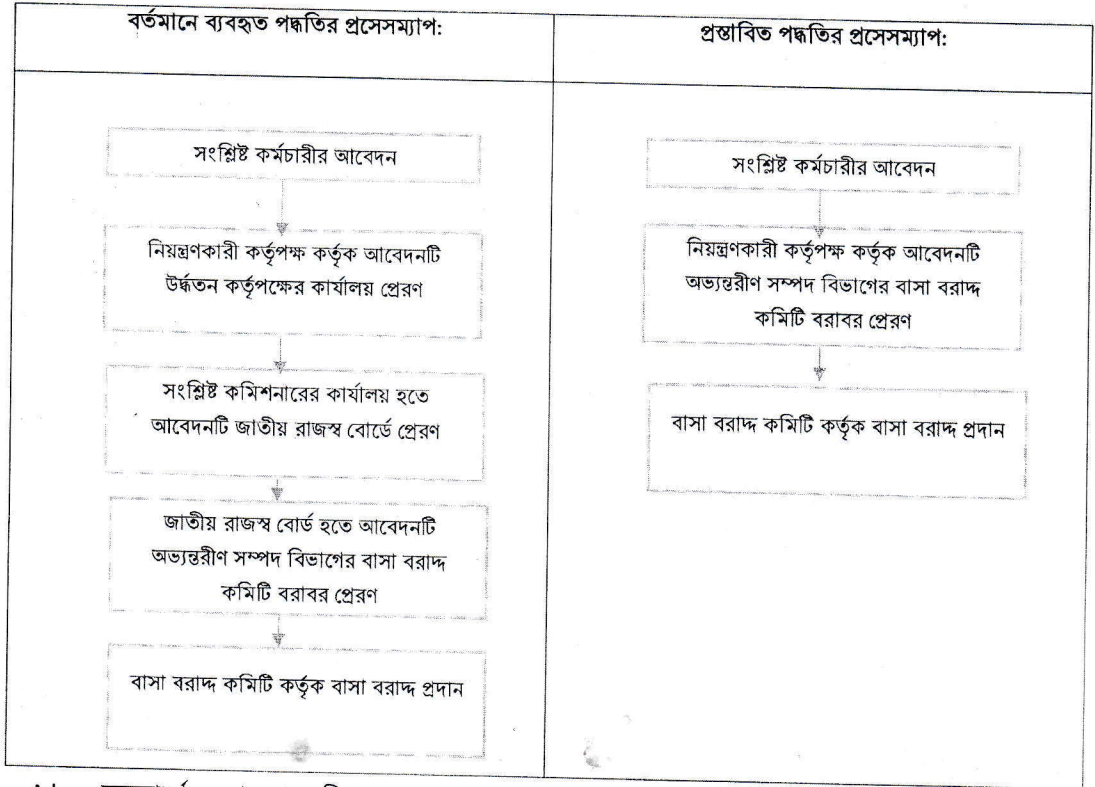 বর্তমানে ব্যবহৃত পদ্ধতির প্রসেসম্যাপ:
সংশ্লিষ্ট কর্মচারীর আবেদন
নিয়ন্ত্রণকারী কর্তৃপক্ষ কর্তৃক আবেদনটি
উর্দ্ধতন কর্তৃপক্ষের কার্যালয় প্রেরণ
সংশ্লিষ্ট কমিশনারের কার্যালয় হতে
আবেদনটি জাতীয় রাজস্ব বোর্ডে প্রেরণ
জাতীয় রাজস্ব বোর্ড হতে আবেদনটি
অভ্যন্তরীণ সম্পদ বিভাগের বাসা বরাদ্দ
কমিটি বরাবর প্রেরণ
বাসা বরাদ্দ কমিটি কর্তৃক বাসা বরাদ্দ প্রদান
প্রস্তাবিত পদ্ধতির প্রসেসম্যাপ:
সংশ্লিষ্ট কর্মচারীর আবেদন
নিয়ন্ত্রণকারী কর্তৃপক্ষ কর্তৃক আবেদনটি
অভ্যন্তরীণ সম্পদ বিভাগের বাসা বরাদ্দ
কমিটি বরাবর প্রেরণ
বাসা বরাদ্দ কমিটি কর্তৃক বাসা বরাদ্দ প্রদান